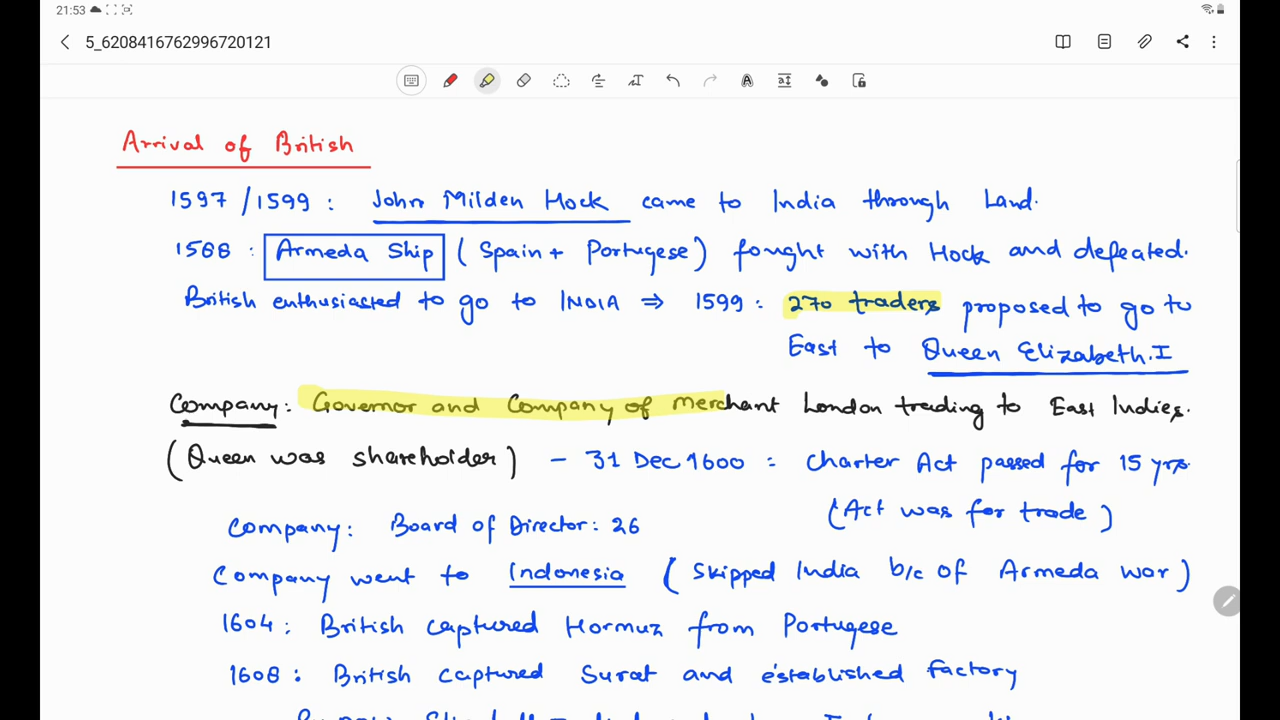 21:53
5_6208416762996720121
Arrival of British
1597 /1599 : John Milden Hock came to India through Land.
1588 : Armeda Ship ( Spain + Portugese ) fought with Hock and defeated.
British enthusiasted to go to INDIA ⇒ 1599 : 270 traders proposed to go to
East to Queen Elizabeth.I
Company : Governor and Company of Merchant London trading to East Indies.
(Queen was shareholder) - 31 Dec 1600 = Charter Act passed for 15 yrs.
(Act was for trade )
Company : Board of Director : 26
Company went to Indonesia ( Skipped India b/c of Armeda war )
1604 : British captured Hormuz from Portugese
1608 : British captured Surat and established factory